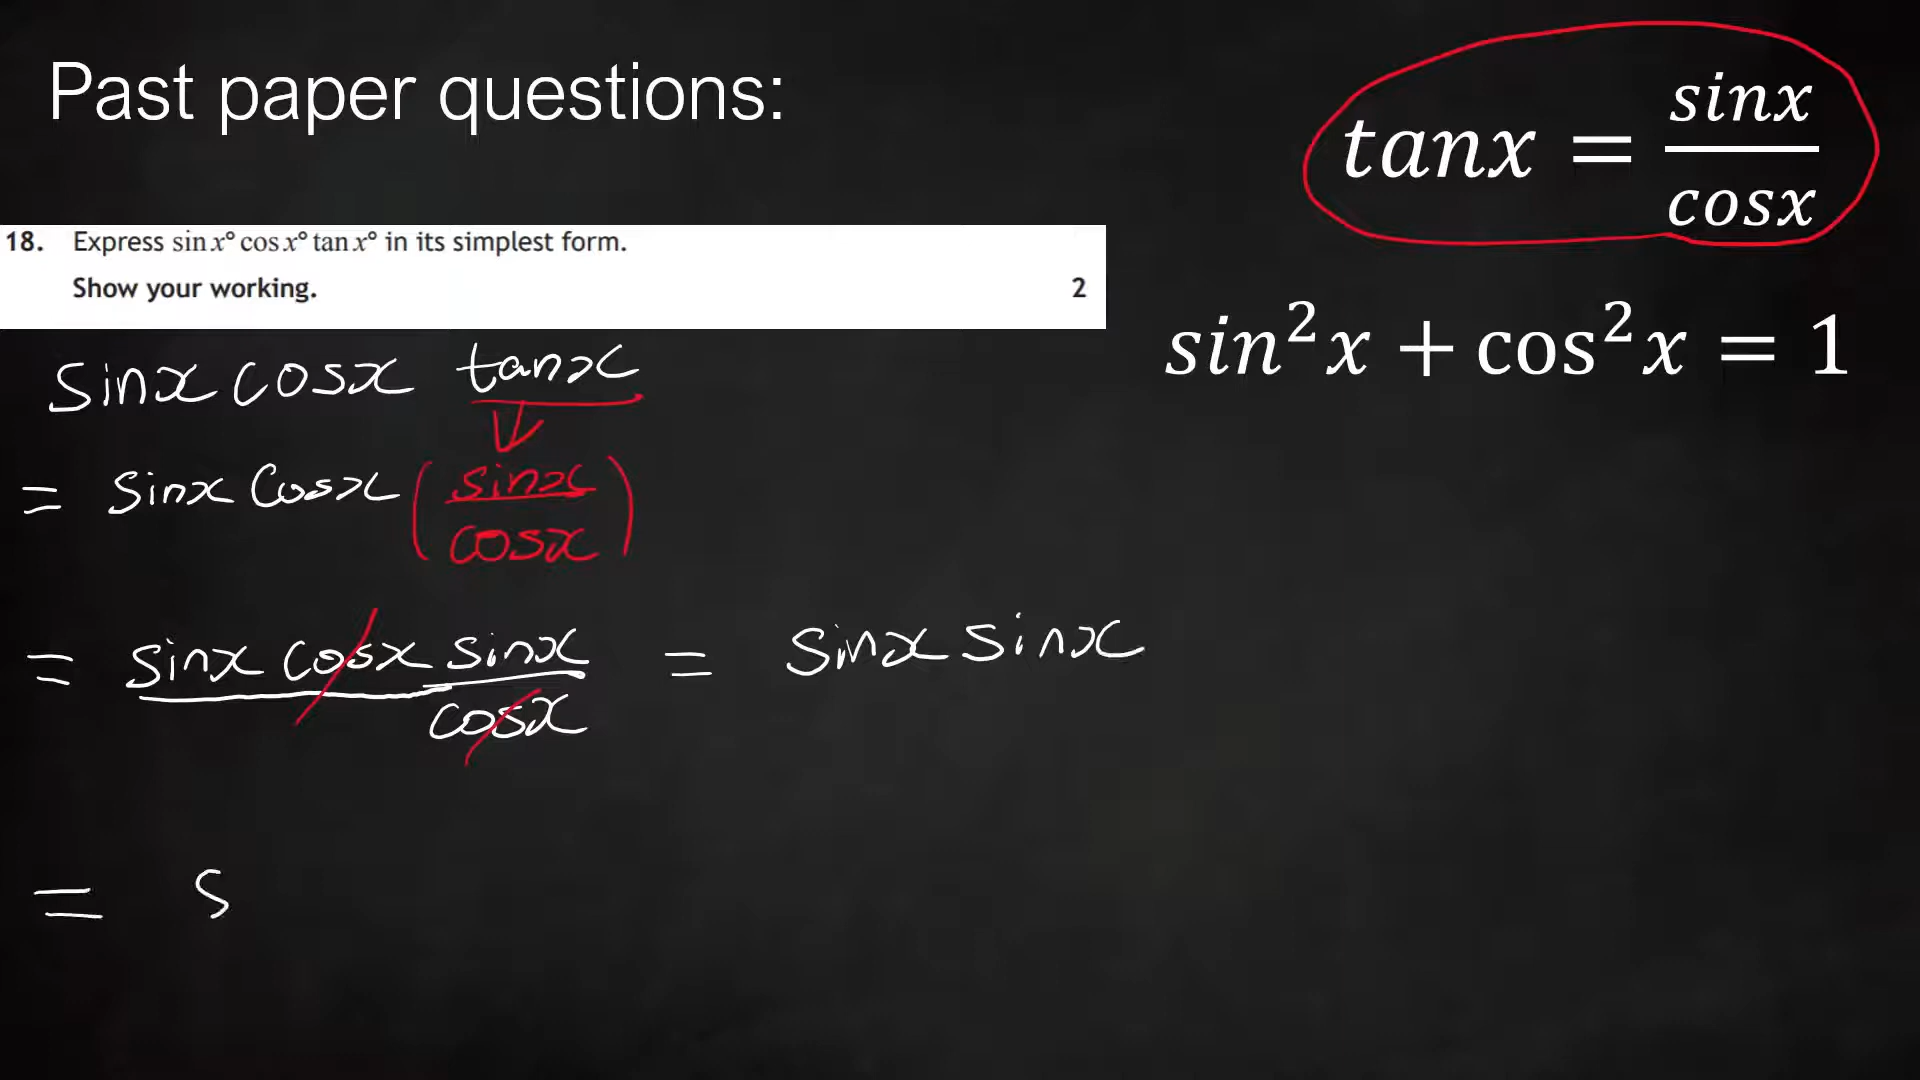 Past paper questions:
tanx = sinx/cosx
18. Express sin x° cos x° tan x° in its simplest form.
Show your working. 2
sin²x + cos²x = 1
sinx cosx tanx
= sinx cosx (sinx/cosx)
= sinx cosx sinx/cosx = sinx sinx
= s